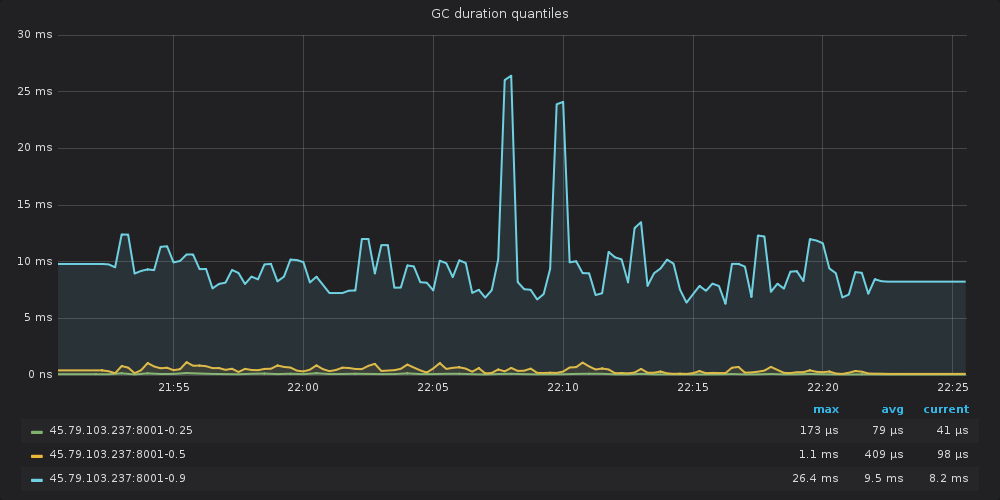 GC duration quantiles
30 ms
25 ms
20 ms
15 ms
10 ms
5 ms
0 ns
21:55 22:00 22:05 22:10 22:15 22:20 22:25
max avg current
45.79.103.237:8001-0.25 173 µs 79 µs 41 µs
45.79.103.237:8001-0.5 1.1 ms 409 µs 98 µs
45.79.103.237:8001-0.9 26.4 ms 9.5 ms 8.2 ms